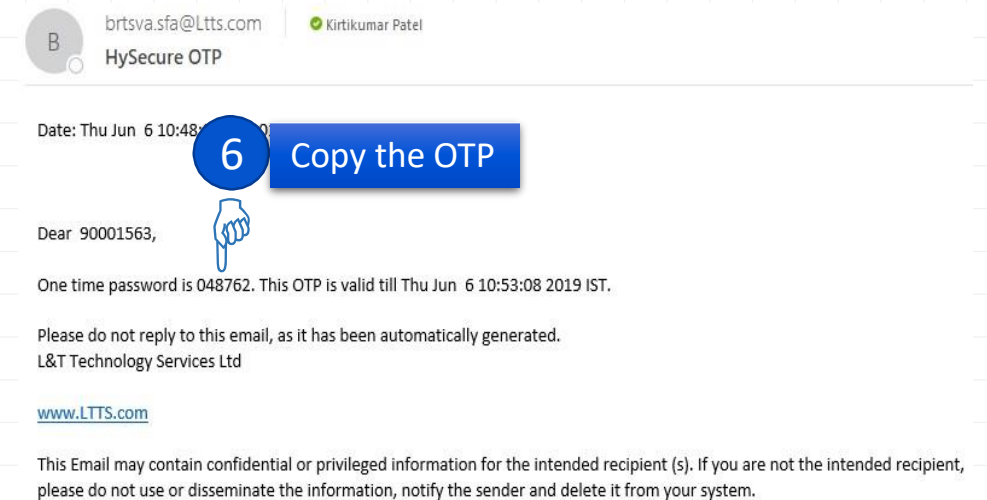 B
brtsva.sfa@Ltts.com Kirtikumar Patel
HySecure OTP
Date: Thu Jun 6 10:48:
6 Copy the OTP
Dear 90001563,
One time password is 048762. This OTP is valid till Thu Jun 6 10:53:08 2019 IST.
Please do not reply to this email, as it has been automatically generated.
L&T Technology Services Ltd
www.LTTS.com
This Email may contain confidential or privileged information for the intended recipient (s). If you are not the intended recipient,
please do not use or disseminate the information, notify the sender and delete it from your system.